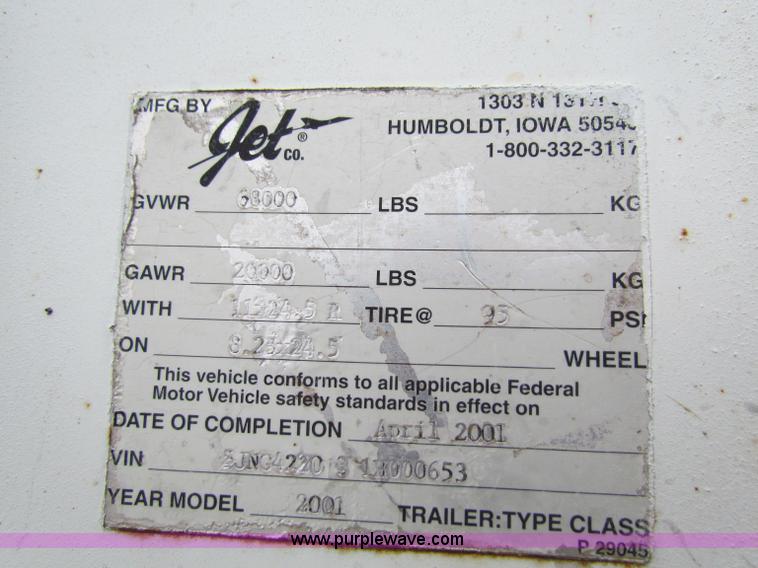 MFG BY Jet ® CO.
1303 N
HUMBOLDT, IOWA
1-800-332-3117
GVWR 68000 LBS KG
GAWR 20000 LBS KG
WITH 11x24.5 R TIRE@ 95 PSI
ON 8.25x24.5 WHEEL
This vehicle conforms to all applicable Federal
Motor Vehicle safety standards in effect on
DATE OF COMPLETION April 2001
VIN
YEAR MODEL 2001 TRAILER:TYPE CLASS
P 29045
www.purplewave.com